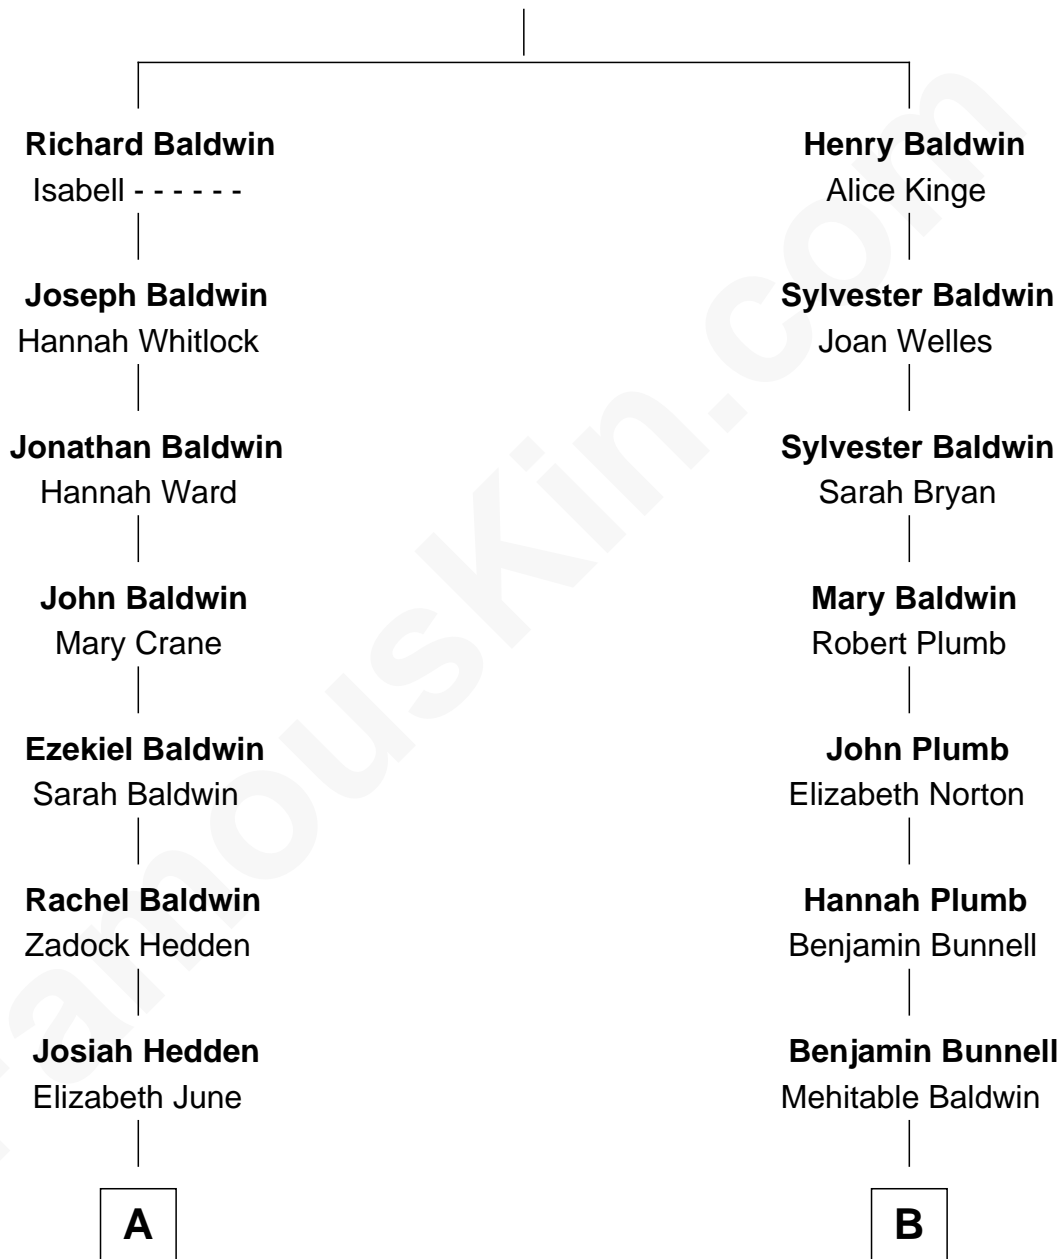 Richard Baldwin
Isabell - - - - - -
Joseph Baldwin
Hannah Whitlock
Jonathan Baldwin
Hannah Ward
John Baldwin
Mary Crane
Ezekiel Baldwin
Sarah Baldwin
Rachel Baldwin
Zadock Hedden
Josiah Hedden
Elizabeth June
A
Henry Baldwin
Alice Kinge
Sylvester Baldwin
Joan Welles
Sylvester Baldwin
Sarah Bryan
Mary Baldwin
Robert Plumb
John Plumb
Elizabeth Norton
Hannah Plumb
Benjamin Bunnell
Benjamin Bunnell
Mehitable Baldwin
B
FamousKin.com